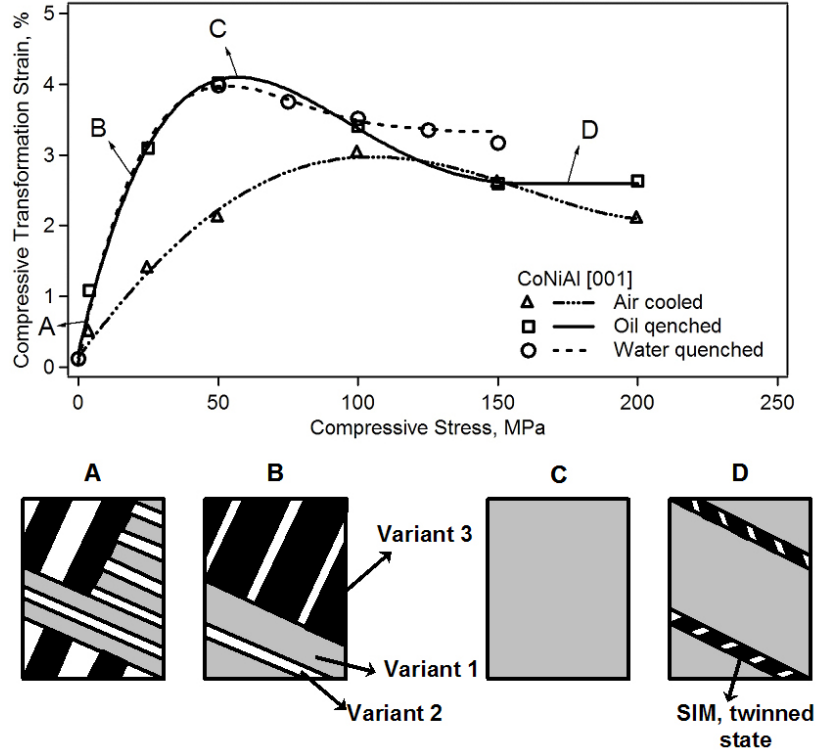 Compressive Transformation Strain, %
5
4
3
2
1
0
A
B
C
D
CoNiAl [001]
Air cooled
Oil qenched
Water quenched
0 50 100 150 200 250
Compressive Stress, MPa
A B C D
Variant 3
Variant 1
Variant 2
SIM, twinned
state